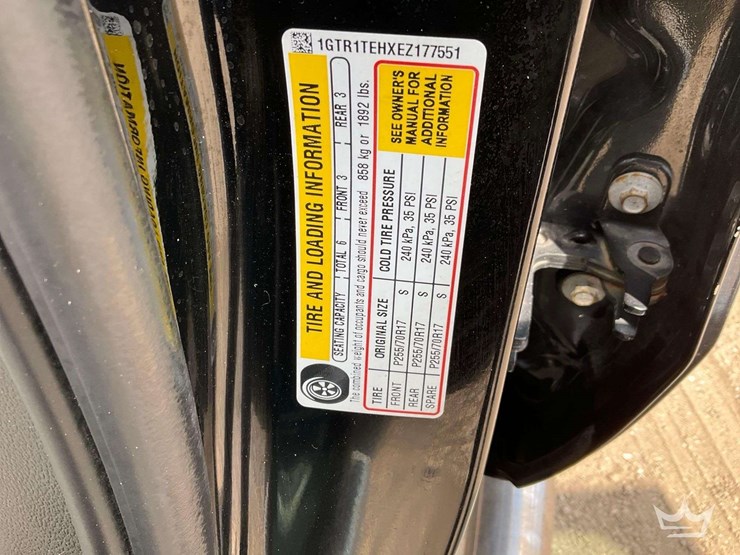 1GTR1TEHXEZ177551
TIRE AND LOADING INFORMATION
SEATING CAPACITY TOTAL 6 FRONT 3 REAR 3
The combined weight of occupants and cargo should never exceed 858 kg or 1892 lbs.
TIRE ORIGINAL SIZE COLD TIRE PRESSURE
FRONT P255/70R17 S 240 kPa, 35 PSI
REAR P255/70R17 S 240 kPa, 35 PSI
SPARE P255/70R17 S 240 kPa, 35 PSI
SEE OWNER'S
MANUAL FOR
ADDITIONAL
INFORMATION